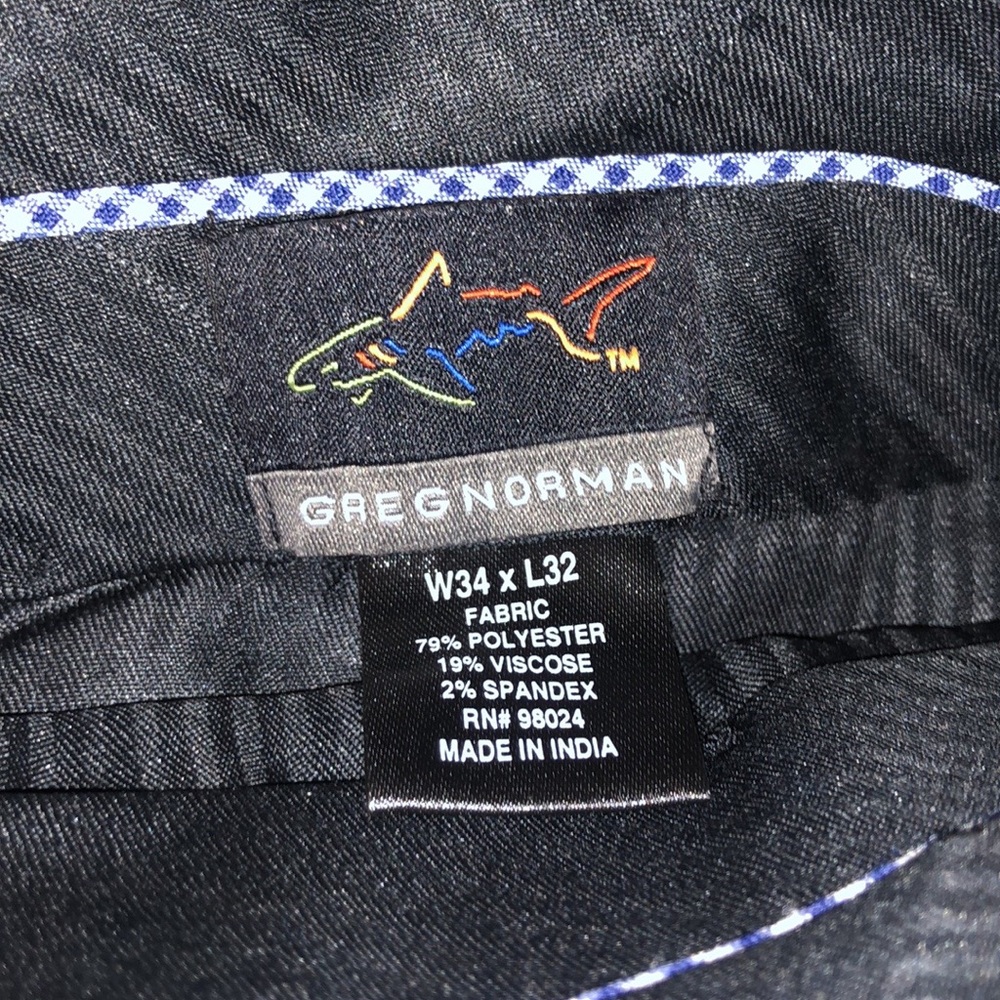 TM
GREGNORMAN
W34 x L32
FABRIC
79% POLYESTER
19% VISCOSE
2% SPANDEX
RN# 98024
MADE IN INDIA